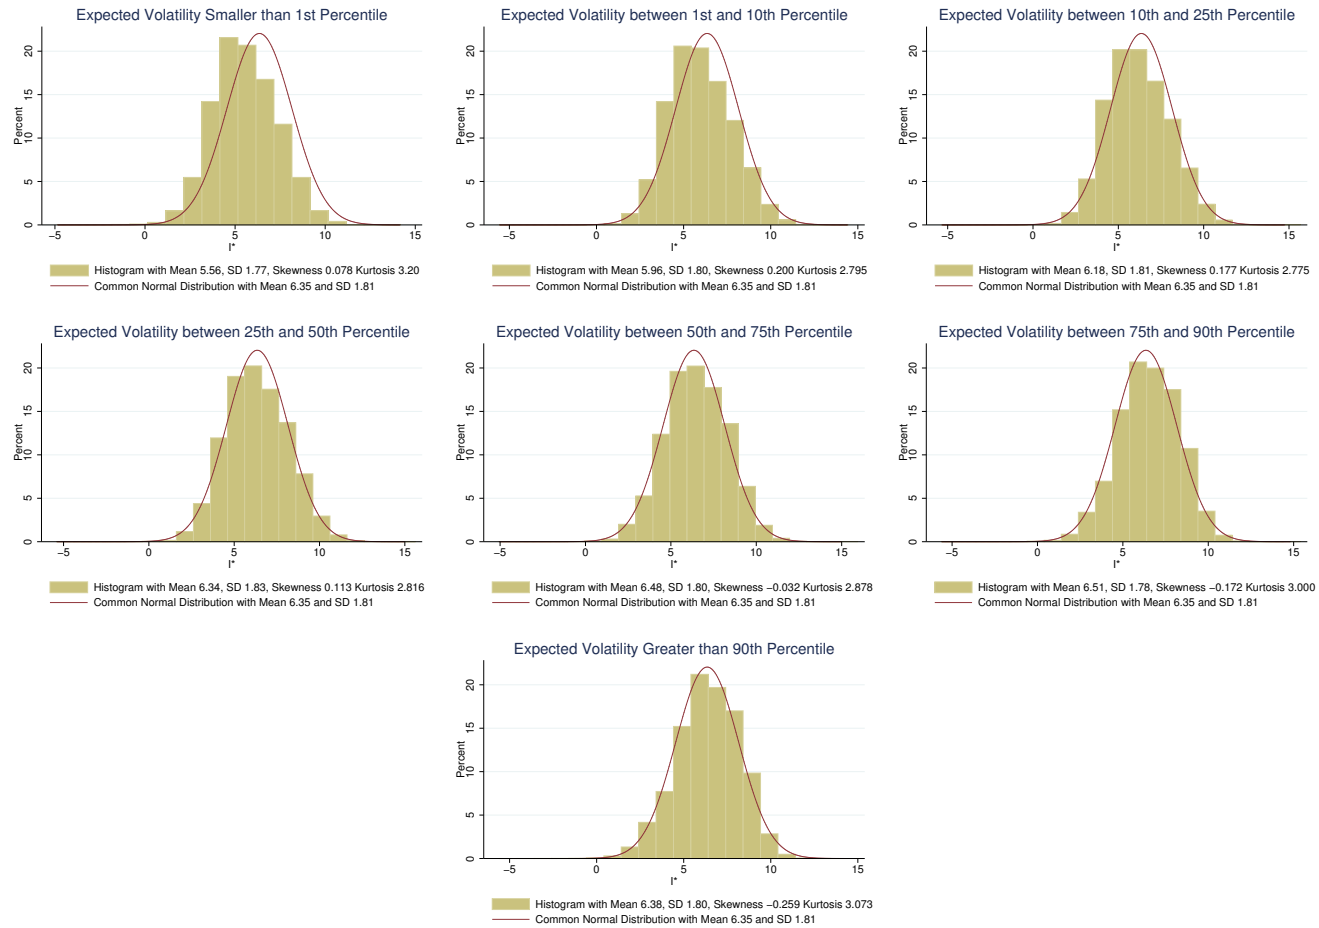 Expected Volatility Smaller than 1st Percentile
Percent
20
15
10
5
0
−5 0 5 10 15
I*
Histogram with Mean 5.56, SD 1.77, Skewness 0.078 Kurtosis 3.20
Common Normal Distribution with Mean 6.35 and SD 1.81
Expected Volatility between 1st and 10th Percentile
Percent
20
15
10
5
0
−5 0 5 10 15
I*
Histogram with Mean 5.96, SD 1.80, Skewness 0.200 Kurtosis 2.795
Common Normal Distribution with Mean 6.35 and SD 1.81
Expected Volatility between 10th and 25th Percentile
Percent
20
15
10
5
0
−5 0 5 10 15
I*
Histogram with Mean 6.18, SD 1.81, Skewness 0.177 Kurtosis 2.775
Common Normal Distribution with Mean 6.35 and SD 1.81
Expected Volatility between 25th and 50th Percentile
Percent
20
15
10
5
0
−5 0 5 10 15
I*
Histogram with Mean 6.34, SD 1.83, Skewness 0.113 Kurtosis 2.816
Common Normal Distribution with Mean 6.35 and SD 1.81
Expected Volatility between 50th and 75th Percentile
Percent
20
15
10
5
0
−5 0 5 10 15
I*
Histogram with Mean 6.48, SD 1.80, Skewness −0.032 Kurtosis 2.878
Common Normal Distribution with Mean 6.35 and SD 1.81
Expected Volatility between 75th and 90th Percentile
Percent
20
15
10
5
0
−5 0 5 10 15
I*
Histogram with Mean 6.51, SD 1.78, Skewness −0.172 Kurtosis 3.000
Common Normal Distribution with Mean 6.35 and SD 1.81
Expected Volatility Greater than 90th Percentile
Percent
20
15
10
5
0
−5 0 5 10 15
I*
Histogram with Mean 6.38, SD 1.80, Skewness −0.259 Kurtosis 3.073
Common Normal Distribution with Mean 6.35 and SD 1.81